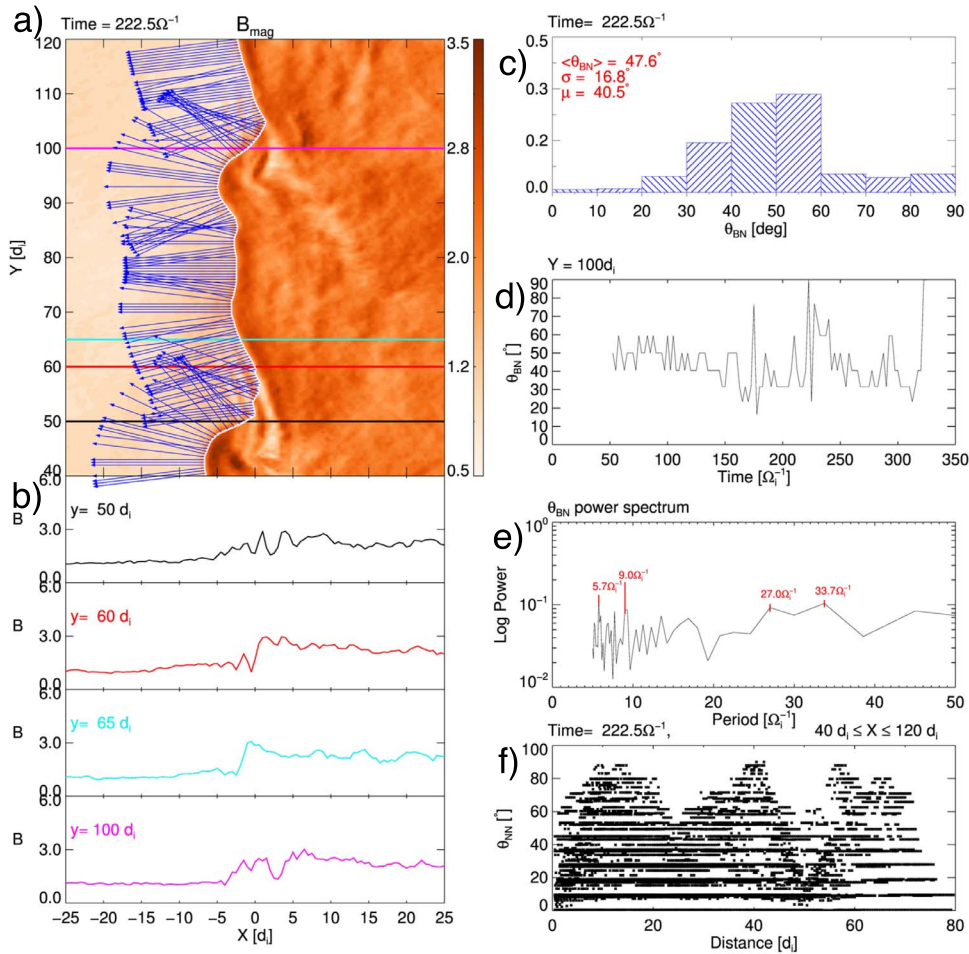 a)
Time = 222.5Ω⁻¹
B_mag
120
110
100
90
80
70
60
50
40
Y [d_i]
3.5
2.8
2.0
1.2
0.5
b)
6.0
B
3.0
0.0
y= 50 d_i
6.0
B
3.0
0.0
y= 60 d_i
6.0
B
3.0
0.0
y= 65 d_i
6.0
B
3.0
0.0
y= 100 d_i
−25 −20 −15 −10 −5 0 5 10 15 20 25
X [d_i]
c)
Time= 222.5Ω⁻¹
<θ_BN> = 47.6°
σ = 16.8°
μ = 40.5°
0.5
0.3
0.2
0.0
0 10 20 30 40 50 60 70 80 90
θ_BN [deg]
d)
Y = 100d_i
90
80
70
60
50
40
30
20
10
0
θ_BN [°]
0 50 100 150 200 250 300 350
Time [Ω_i⁻¹]
e)
θ_BN power spectrum
10⁰
10⁻¹
10⁻²
Log Power
5.7Ω_i⁻¹
9.0Ω_i⁻¹
27.0Ω_i⁻¹
33.7Ω_i⁻¹
0 10 20 30 40 50
Period [Ω_i⁻¹]
f)
Time= 222.5Ω⁻¹, 40 d_i ≤ X ≤ 120 d_i
100
80
60
40
20
0
θ_NN [°]
0 20 40 60 80
Distance [d_i]